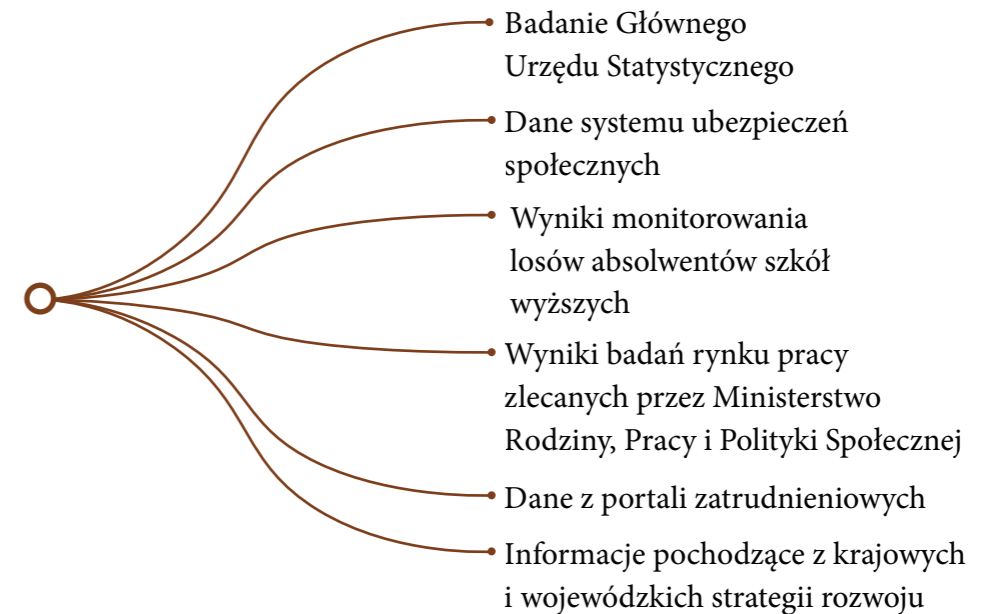 Badanie Głównego
Urzędu Statystycznego
Dane systemu ubezpieczeń
społecznych
Wyniki monitorowania
losów absolwentów szkół
wyższych
Wyniki badań rynku pracy
zlecanych przez Ministerstwo
Rodziny, Pracy i Polityki Społecznej
Dane z portali zatrudnieniowych
Informacje pochodzące z krajowych
i wojewódzkich strategii rozwoju